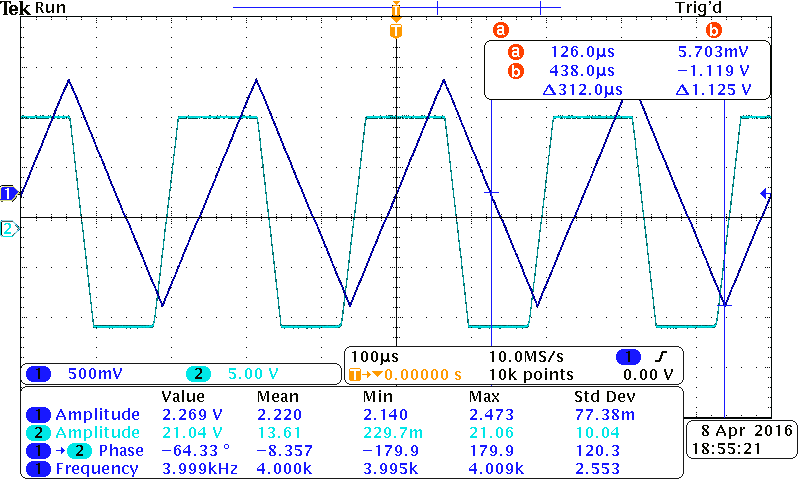 Tek Run Trig'd
T
T a b
a 126.0µs 5.703mV
b 438.0µs −1.119 V
Δ312.0µs Δ1.125 V
1
2
1 500mV 2 5.00 V
100µs 10.0MS/s 1
T→▼0.00000 s 10k points 0.00 V
Value Mean Min Max Std Dev
1 Amplitude 2.269 V 2.220 2.140 2.473 77.38m
2 Amplitude 21.04 V 13.61 229.7m 21.06 10.04
1 → 2 Phase −64.33 ° −8.357 −179.9 179.9 120.3
1 Frequency 3.999kHz 4.000k 3.995k 4.009k 2.553
8 Apr 2016
18:55:21